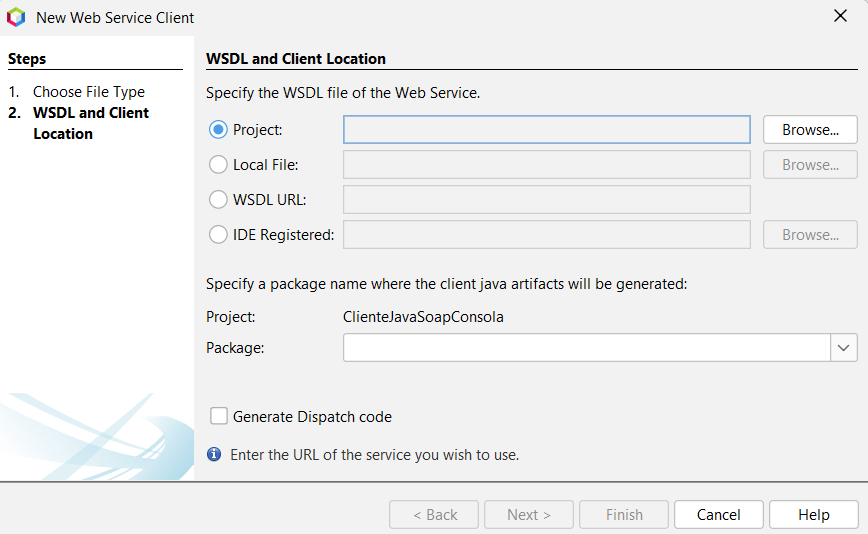 New Web Service Client
Steps
1. Choose File Type
2. WSDL and Client
Location
WSDL and Client Location
Specify the WSDL file of the Web Service.
Project: Browse...
Local File: Browse...
WSDL URL:
IDE Registered: Browse...
Specify a package name where the client java artifacts will be generated:
Project: ClienteJavaSoapConsola
Package:
Generate Dispatch code
Enter the URL of the service you wish to use.
< Back Next > Finish Cancel Help